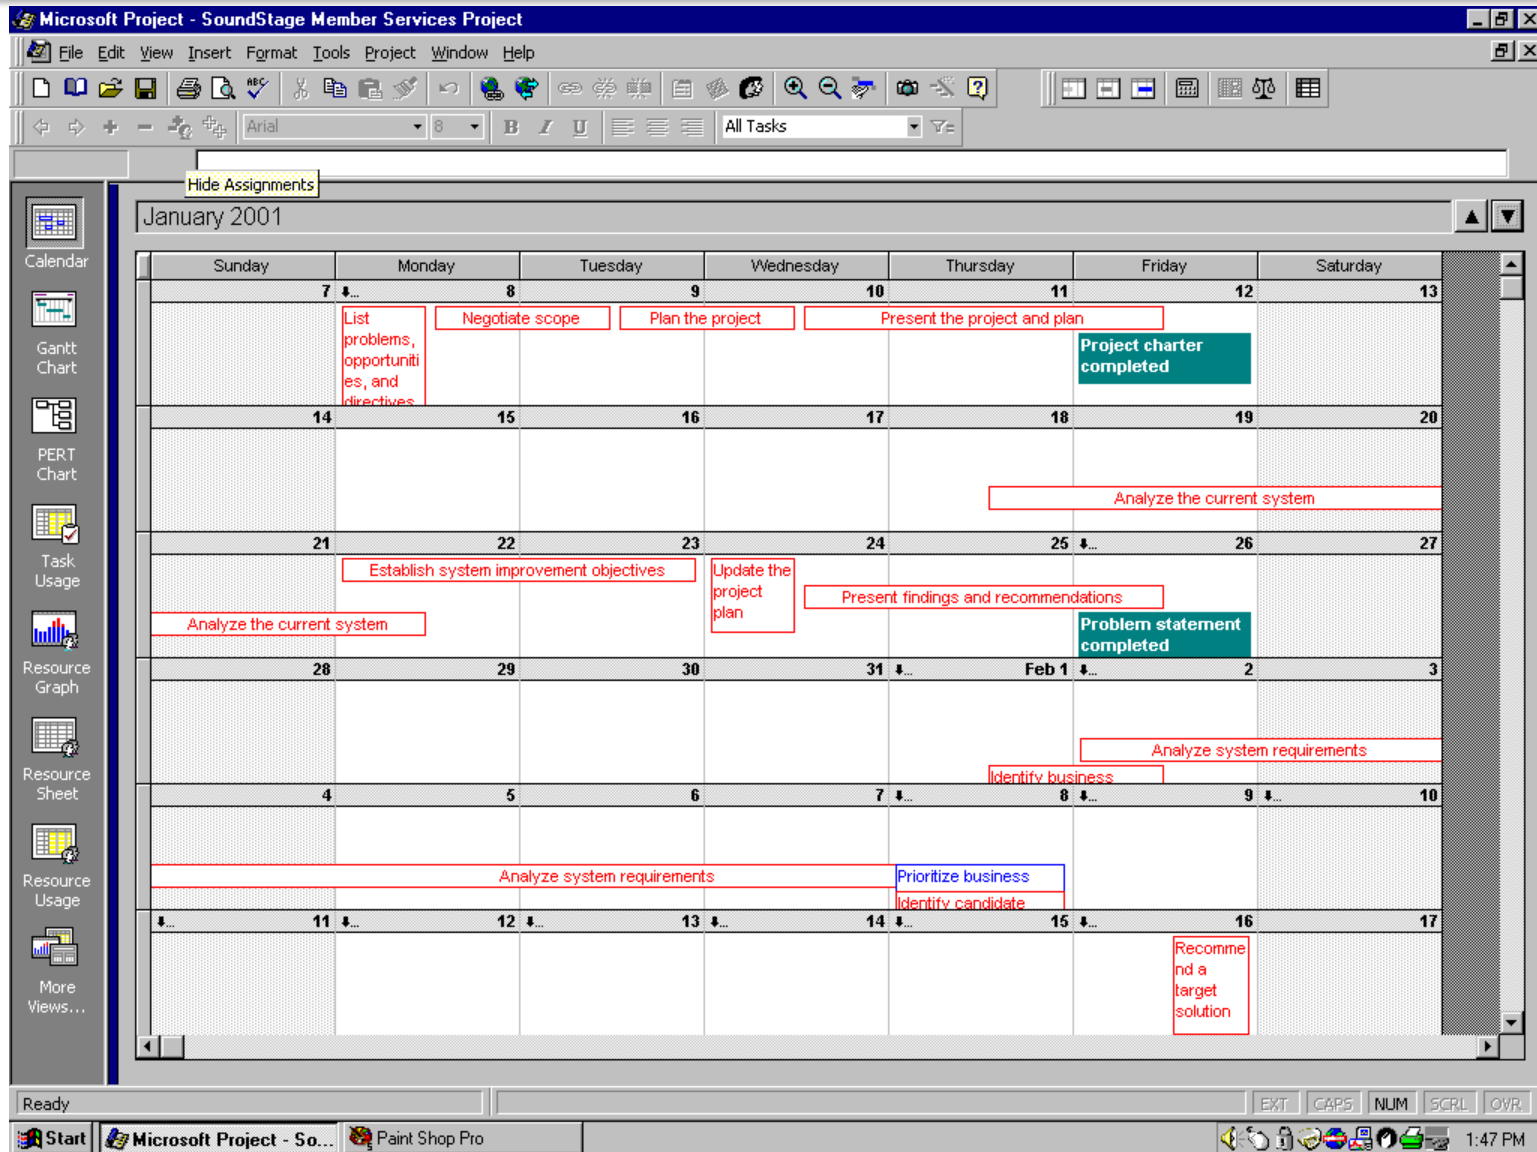 Microsoft Project - SoundStage Member Services Project
File Edit View Insert Format Tools Project Window Help
ABC
Arial 8 B I U All Tasks
Hide Assignments
January 2001
Calendar
Gantt
Chart
PERT
Chart
Task
Usage
Resource
Graph
Resource
Sheet
Resource
Usage
More
Views...
Sunday Monday Tuesday Wednesday Thursday Friday Saturday
7 ... 8 9 10 11 12 13
List
problems,
opportuniti
es, and
directives
Negotiate scope
Plan the project
Present the project and plan
Project charter
completed
14 15 16 17 18 19 20
Analyze the current system
21 22 23 24 25 ... 26 27
Establish system improvement objectives
Update the
project
plan
Present findings and recommendations
Analyze the current system
Problem statement
completed
28 29 30 31 ... Feb 1 ... 2 3
Analyze system requirements
Identify business
4 5 6 7 ... 8 ... 9 ... 10
Analyze system requirements
Prioritize business
Identify candidate
... 11 ... 12 ... 13 ... 14 ... 15 ... 16 17
Recomme
nd a
target
solution
Ready
EXT CAPS NUM SCRL OVR
Start Microsoft Project - So... Paint Shop Pro 1:47 PM